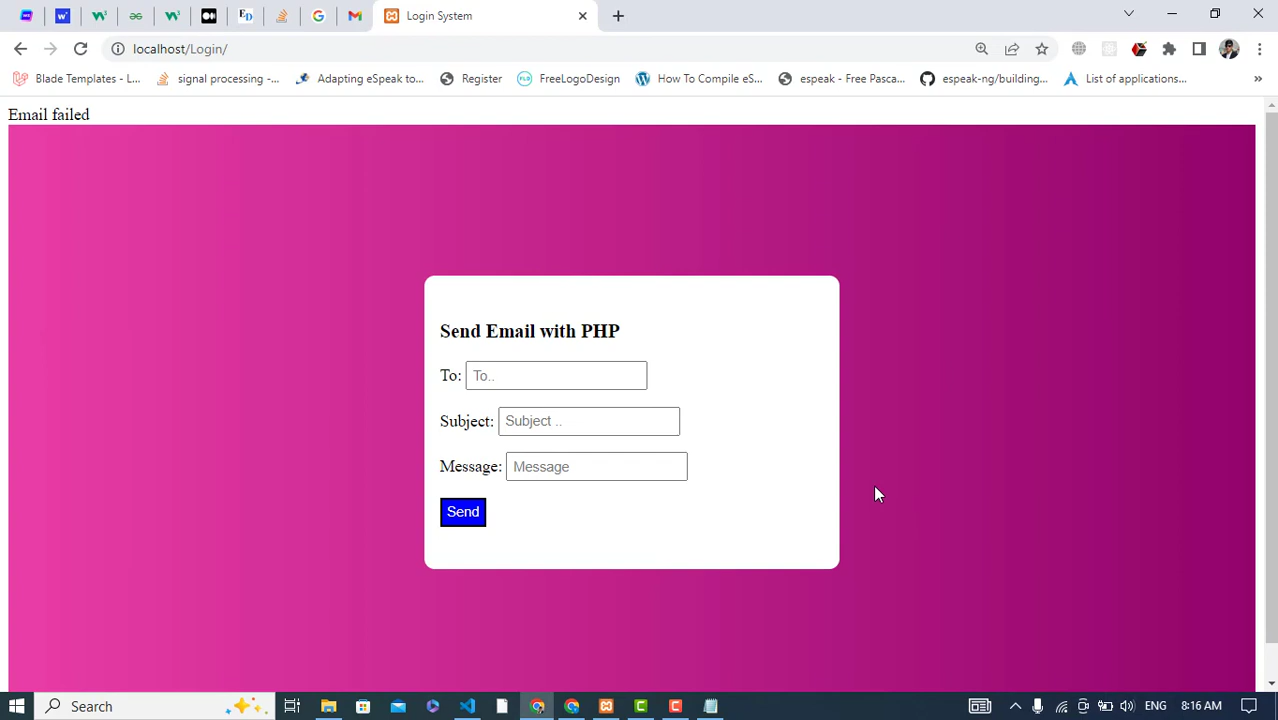 Login System
localhost/Login/
Blade Templates - L...
signal processing -...
Adapting eSpeak to...
Register
FreeLogoDesign
How To Compile eS...
espeak - Free Pasca...
espeak-ng/building...
List of applications...
Email failed
Send Email with PHP
To: To..
Subject: Subject ..
Message: Message
Send
Search
ENG
8:16 AM